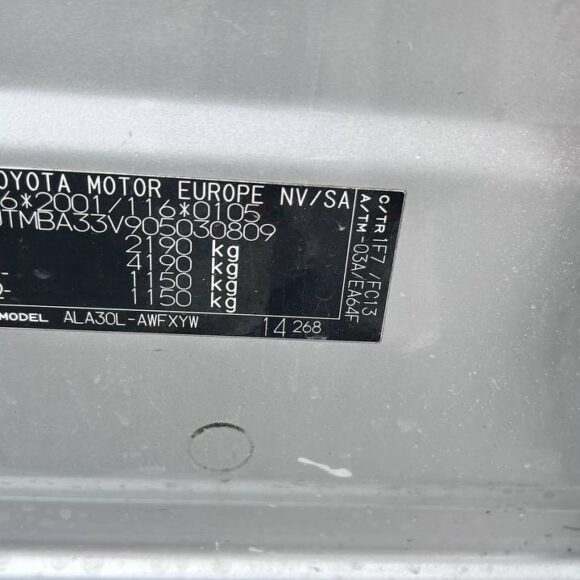 OYOTA MOTOR EUROPE NV/SA
6*2001/116*0105
JTMBA33V905030809
2190 kg
4190 kg
1150 kg
1150 kg
MODEL ALA30L-AWFXYW 14 268
C/TR 1F7 /FC13
A/TM -03A/EA64F